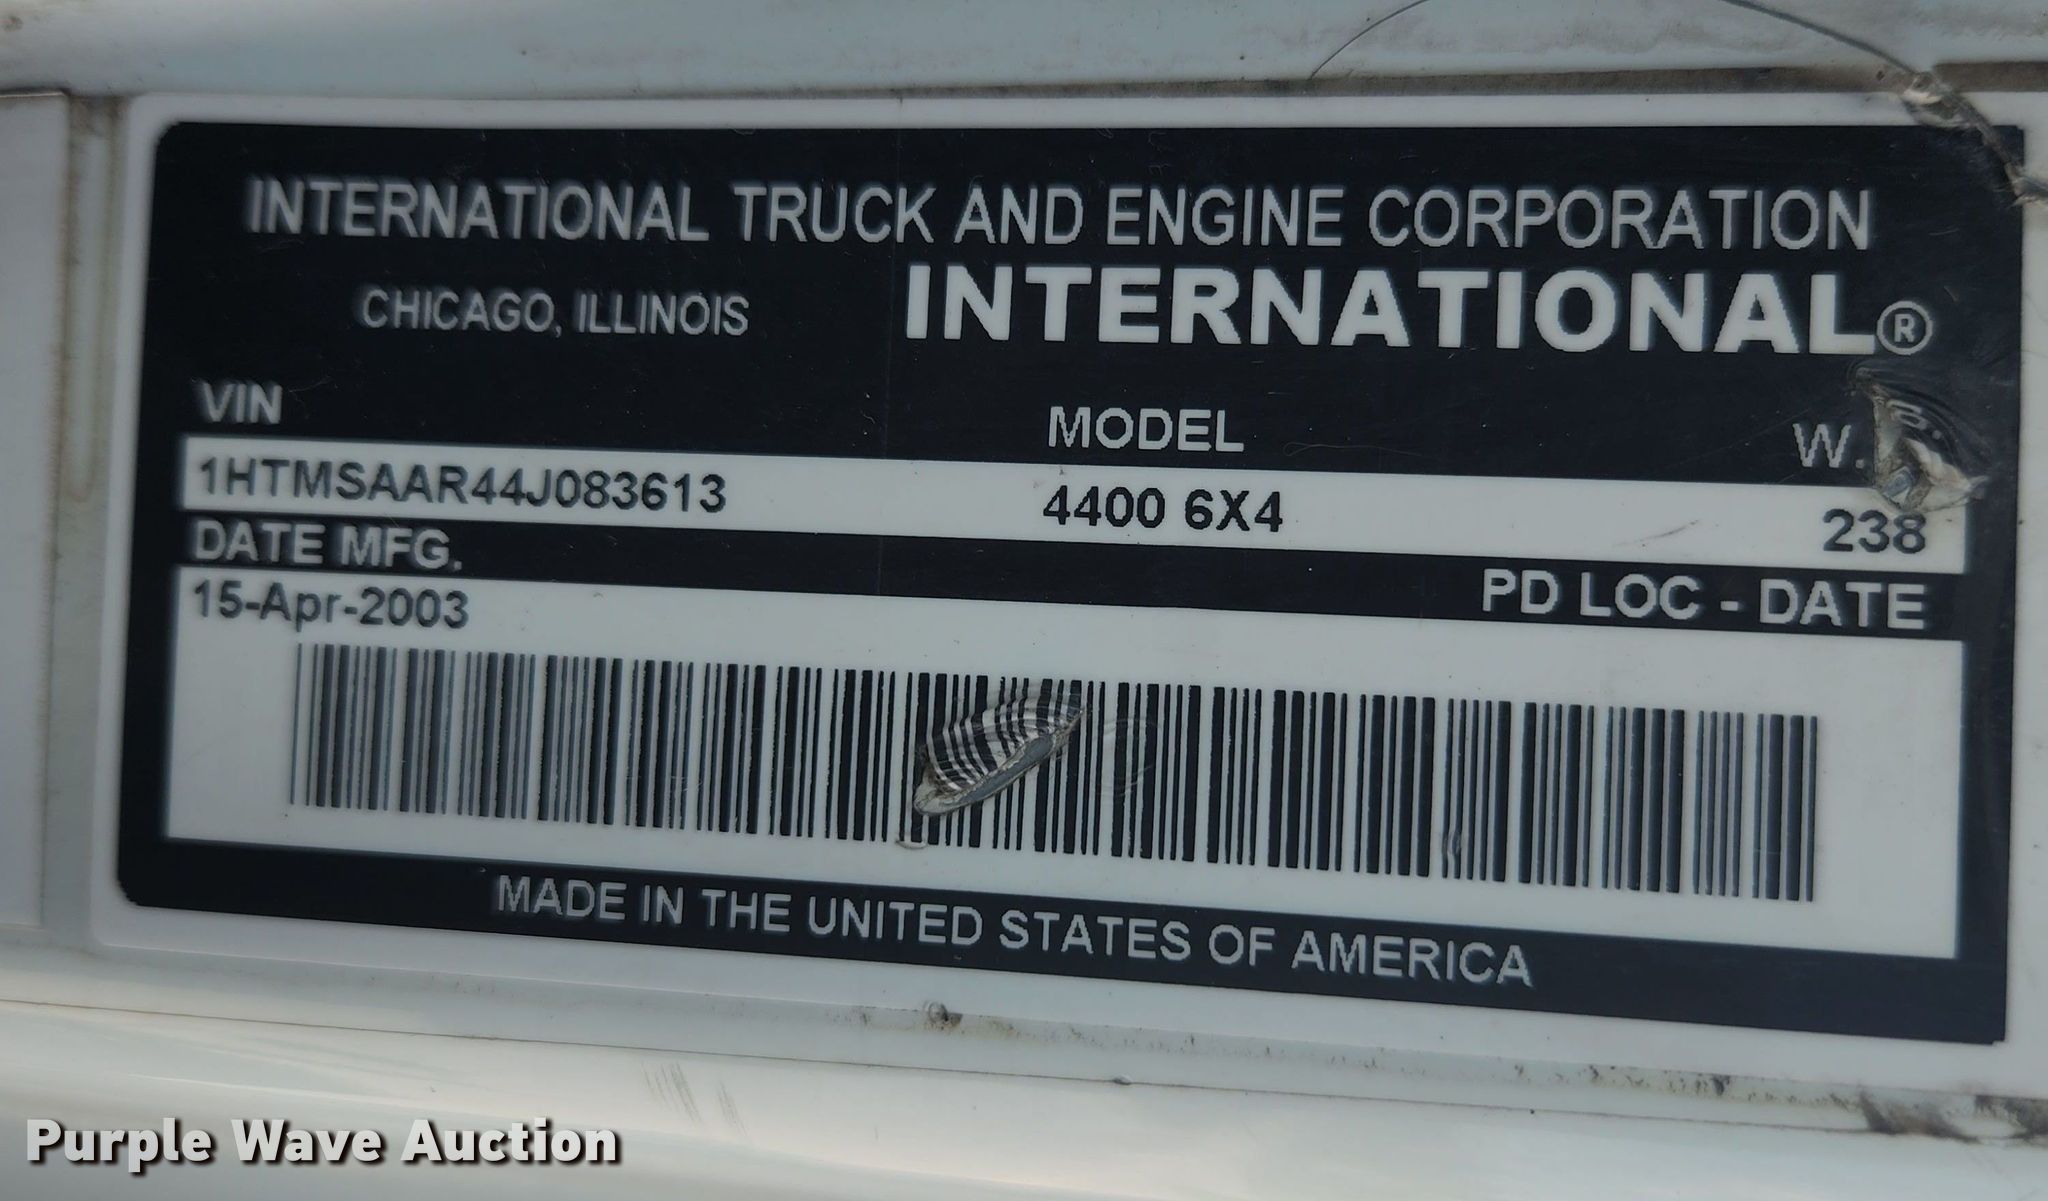 INTERNATIONAL TRUCK AND ENGINE CORPORATION
CHICAGO, ILLINOIS INTERNATIONAL®
VIN MODEL W.B.
1HTMSAAR44J083613 4400 6X4 238
DATE MFG. PD LOC - DATE
15-Apr-2003
MADE IN THE UNITED STATES OF AMERICA
Purple Wave Auction